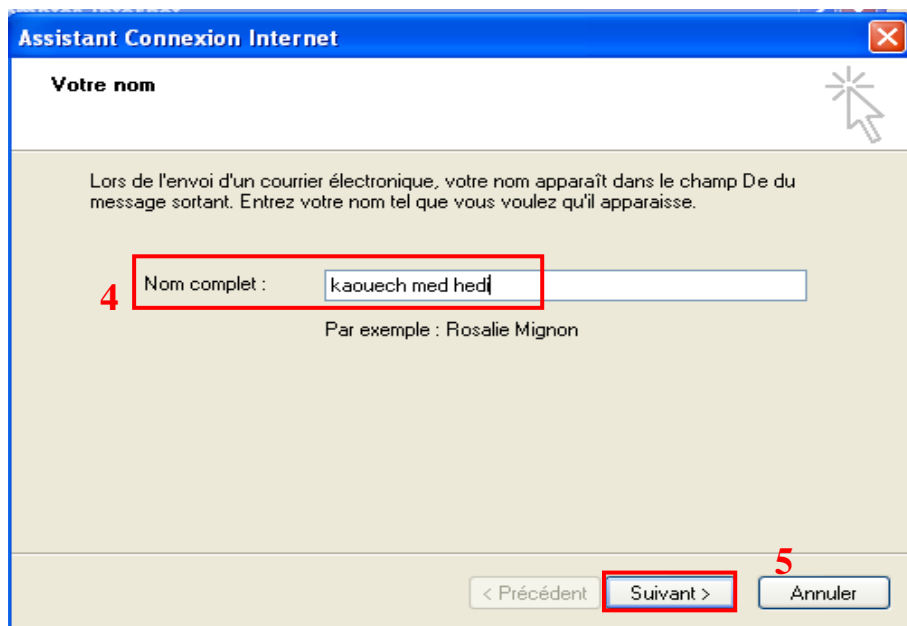 Assistant Connexion Internet
Votre nom
Lors de l'envoi d'un courrier électronique, votre nom apparaît dans le champ De du
message sortant. Entrez votre nom tel que vous voulez qu'il apparaisse.
4 Nom complet : kaouech med hedi
Par exemple : Rosalie Mignon
5
< Précédent Suivant > Annuler